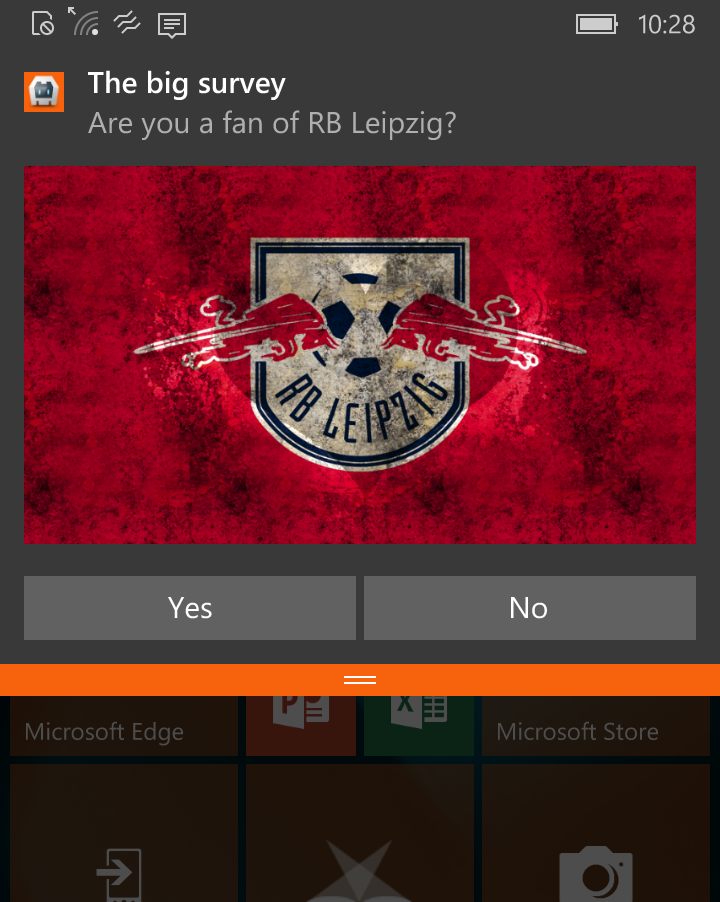 10:28
The big survey
Are you a fan of RB Leipzig?
RB LEIPZIG
Yes
No
Microsoft Edge
P
X
Microsoft Store